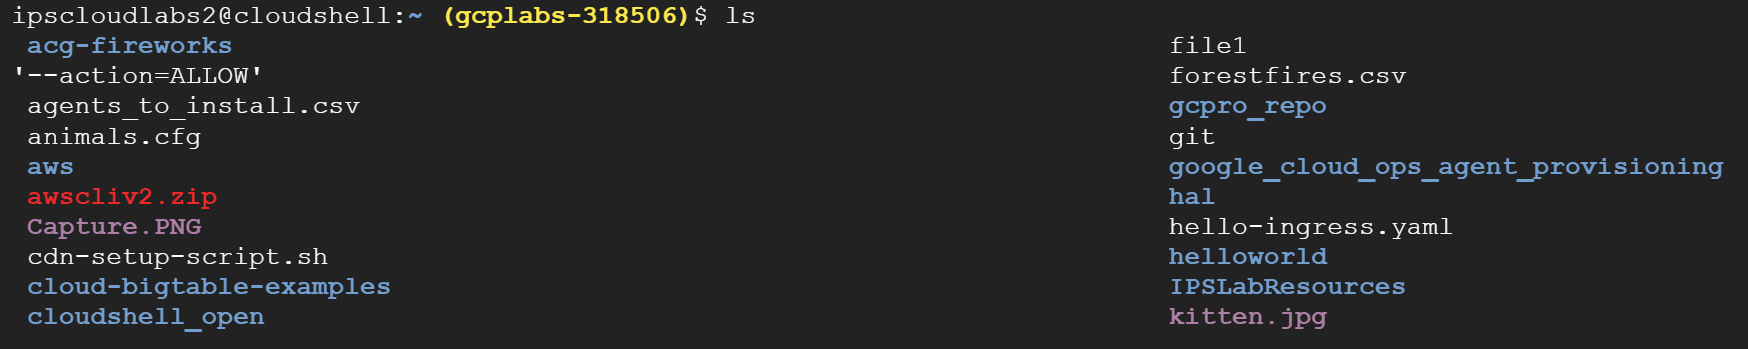 ipscloudlabs2@cloudshell:~ (gcplabs-318506)$ ls
acg-fireworks file1
'--action=ALLOW' forestfires.csv
agents_to_install.csv gcpro_repo
animals.cfg git
aws google_cloud_ops_agent_provisioning
awscliv2.zip hal
Capture.PNG hello-ingress.yaml
cdn-setup-script.sh helloworld
cloud-bigtable-examples IPSLabResources
cloudshell_open kitten.jpg